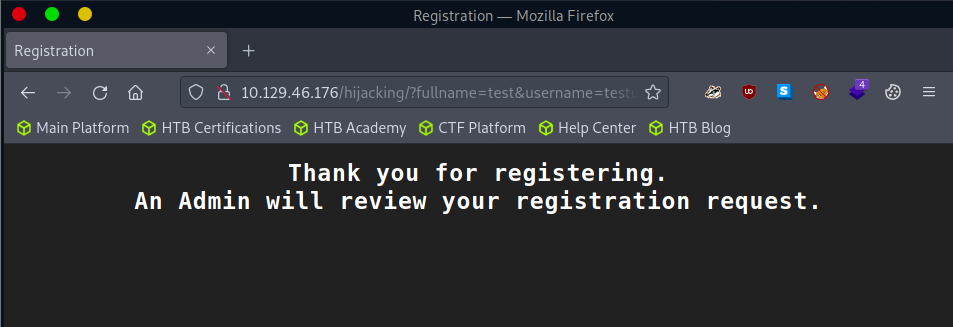 Registration — Mozilla Firefox
Registration
10.129.46.176/hijacking/?fullname=test&username=test
Main Platform
HTB Certifications
HTB Academy
CTF Platform
Help Center
HTB Blog
4
UD
S
Thank you for registering.
An Admin will review your registration request.